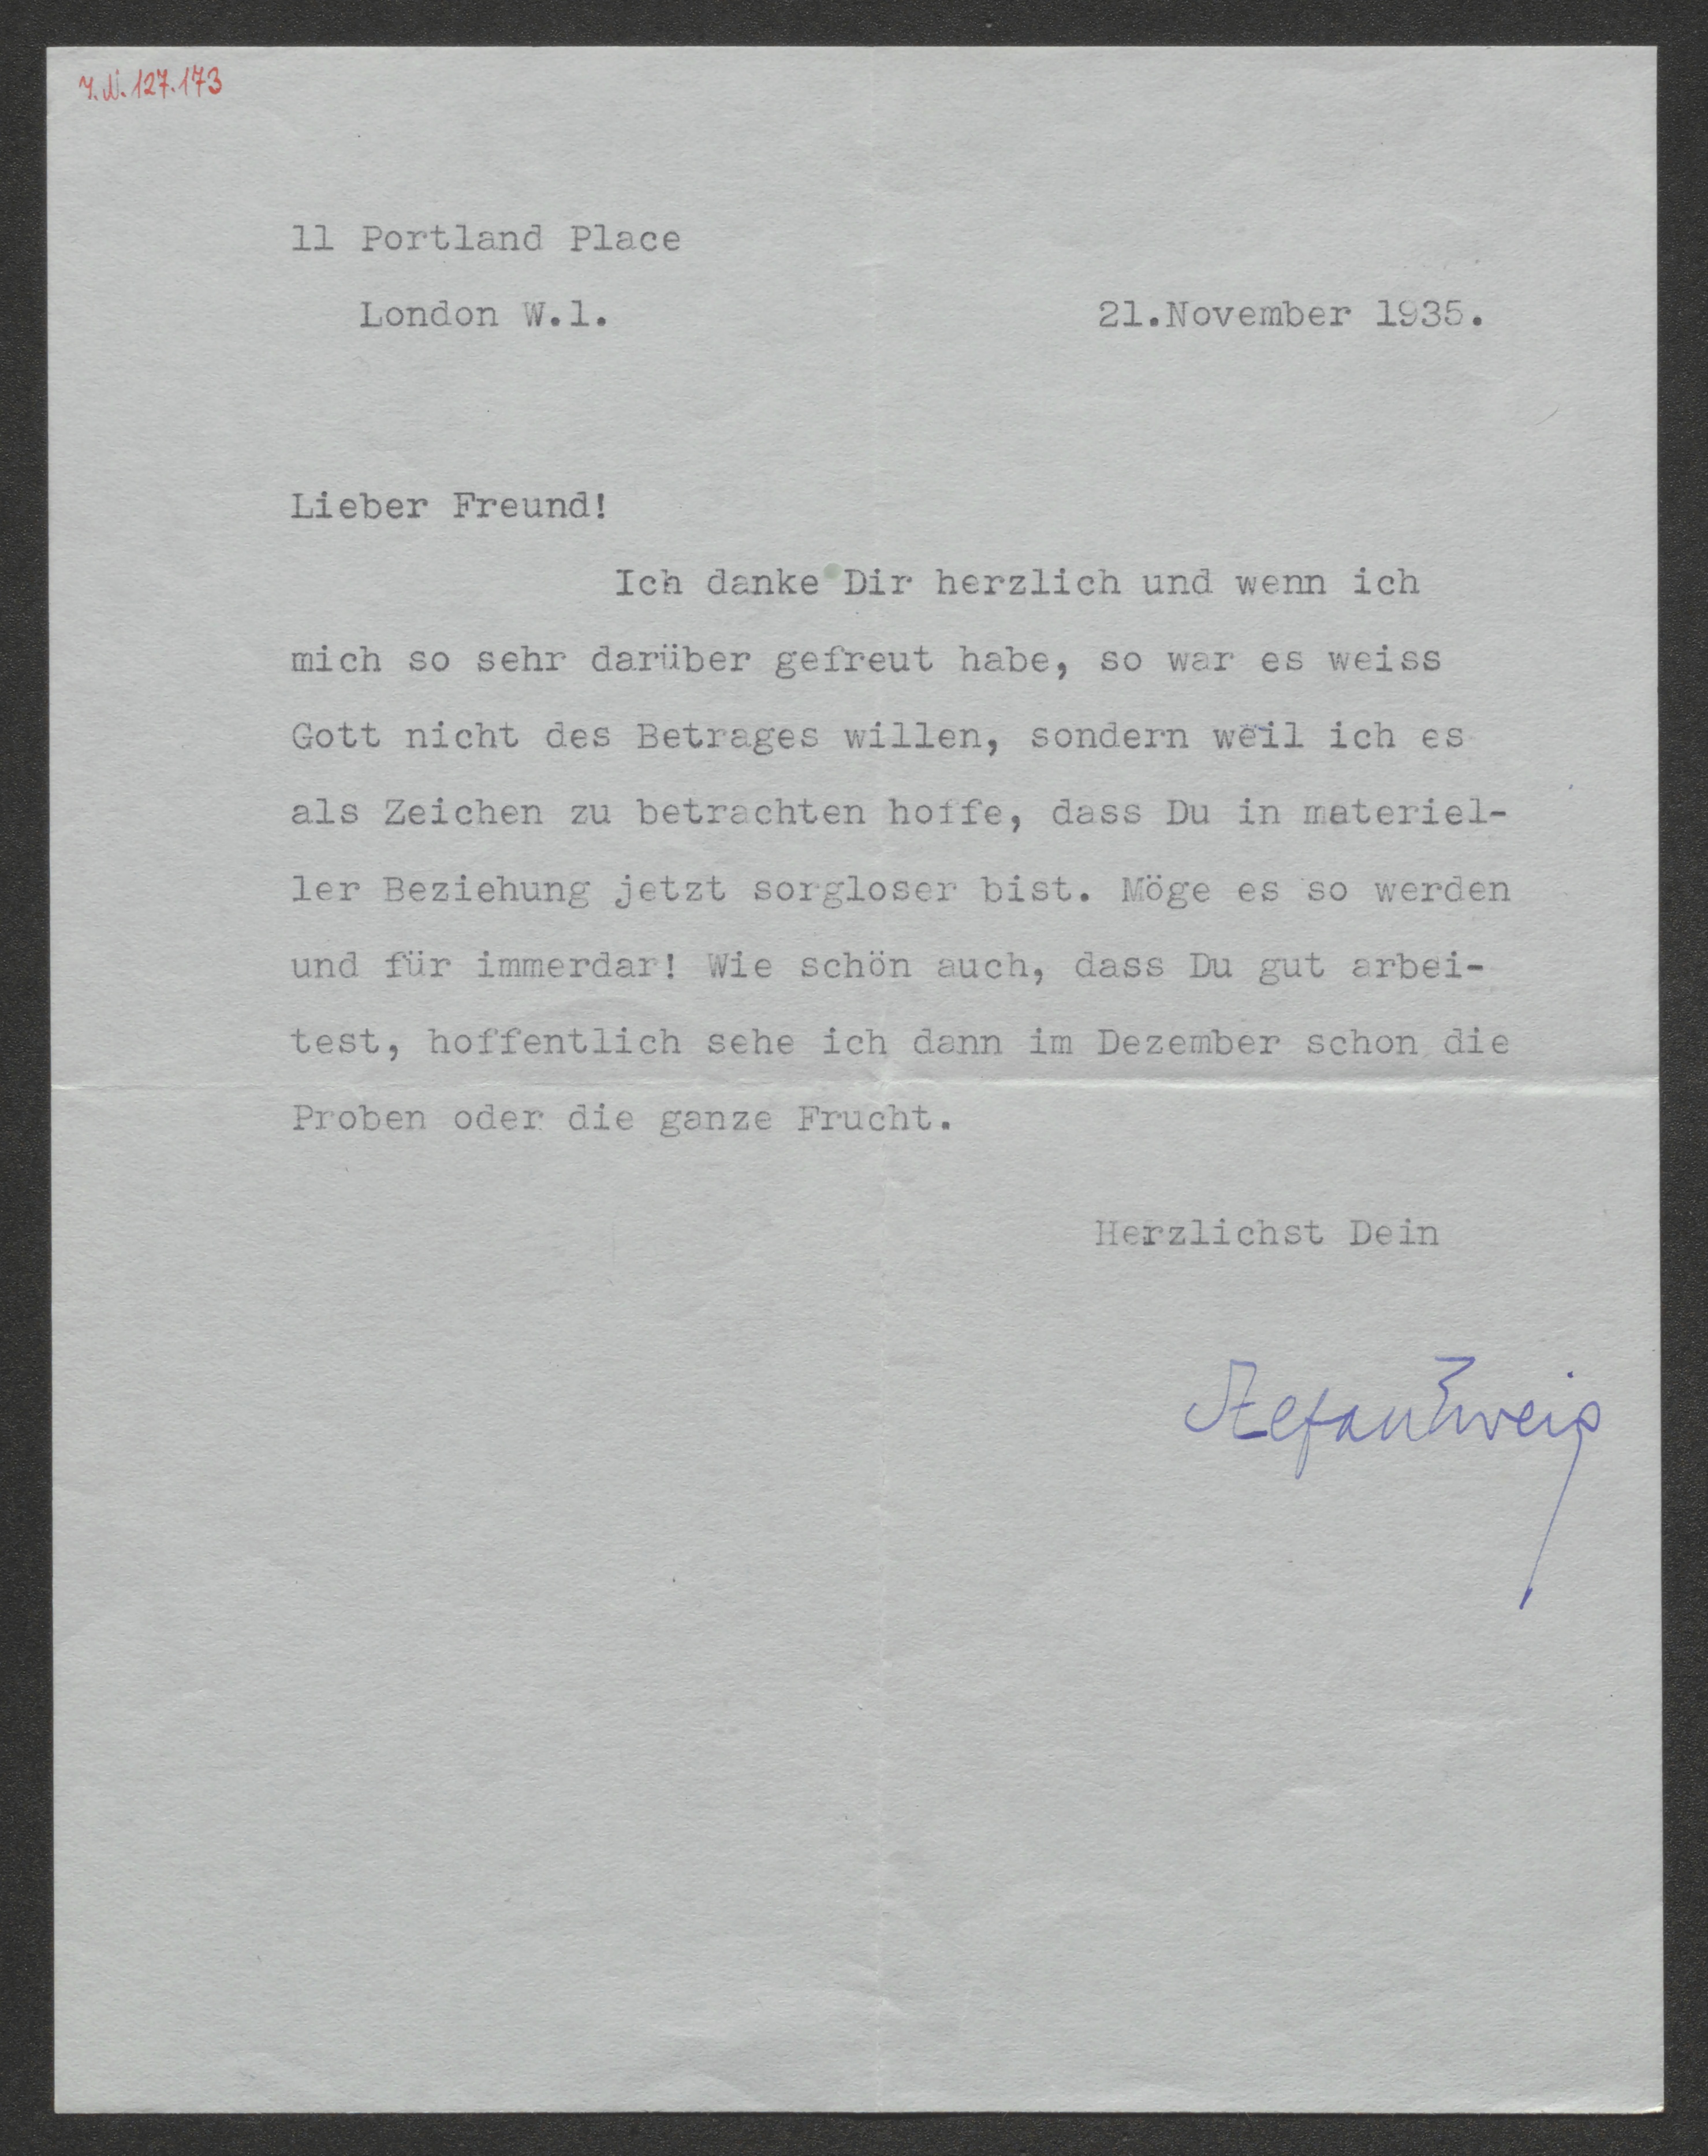 J.N. 127.173
11 Portland Place
London W.1.
21.November 1935.
Lieber Freund!
Ich danke Dir herzlich und wenn ich
mich so sehr darüber gefreut habe, so war es weiss
Gott nicht des Betrages willen, sondern weil ich es
als Zeichen zu betrachten hoffe, dass Du in materiel-
ler Beziehung jetzt sorgloser bist. Möge es so werden
und für immerdar! Wie schön auch, dass Du gut arbei-
test, hoffentlich sehe ich dann im Dezember schon die
Proben oder die ganze Frucht.
Herzlichst Dein
Stefan Zweig